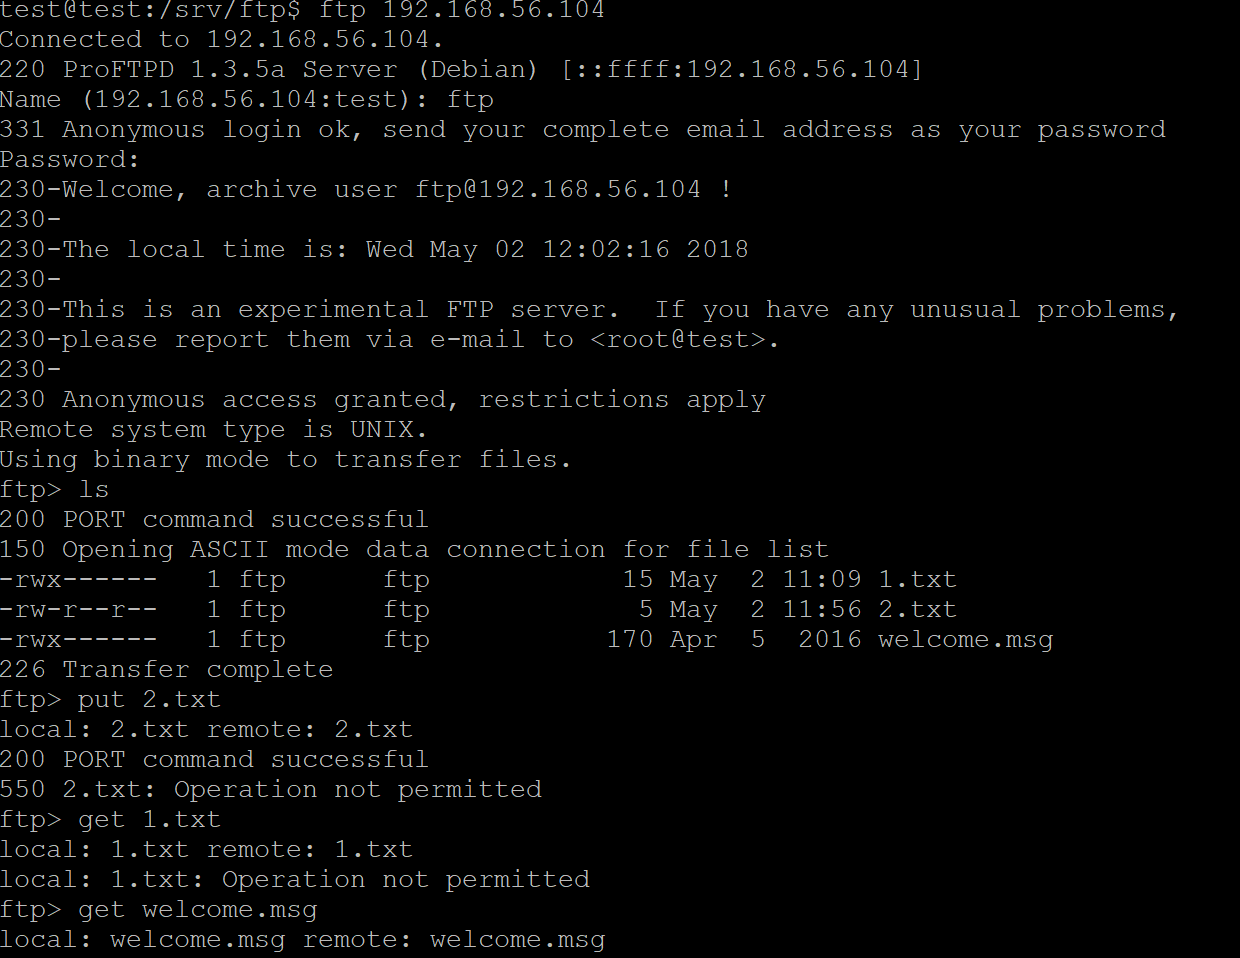 test@test:/srv/ftp$ ftp 192.168.56.104
Connected to 192.168.56.104.
220 ProFTPD 1.3.5a Server (Debian) [::ffff:192.168.56.104]
Name (192.168.56.104:test): ftp
331 Anonymous login ok, send your complete email address as your password
Password:
230-Welcome, archive user ftp@192.168.56.104 !
230-
230-The local time is: Wed May 02 12:02:16 2018
230-
230-This is an experimental FTP server.  If you have any unusual problems,
230-please report them via e-mail to <root@test>.
230-
230 Anonymous access granted, restrictions apply
Remote system type is UNIX.
Using binary mode to transfer files.
ftp> ls
200 PORT command successful
150 Opening ASCII mode data connection for file list
-rwx------   1 ftp      ftp            15 May  2 11:09 1.txt
-rw-r--r--   1 ftp      ftp             5 May  2 11:56 2.txt
-rwx------   1 ftp      ftp           170 Apr  5  2016 welcome.msg
226 Transfer complete
ftp> put 2.txt
local: 2.txt remote: 2.txt
200 PORT command successful
550 2.txt: Operation not permitted
ftp> get 1.txt
local: 1.txt remote: 1.txt
local: 1.txt: Operation not permitted
ftp> get welcome.msg
local: welcome.msg remote: welcome.msg